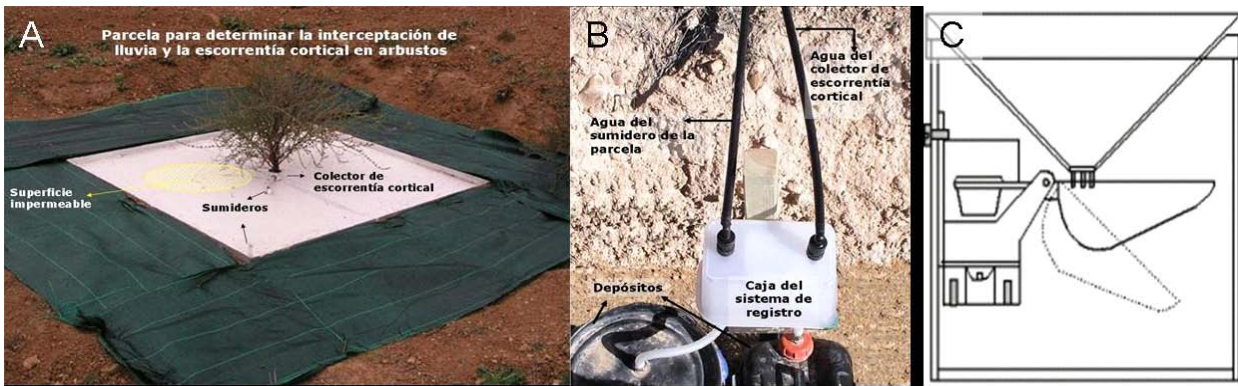 A
Parcela para determinar la interceptación de
lluvia y la escorrentía cortical en arbustos
Colector de
escorrentía cortical
Superficie
impermeable
Sumideros
B
Agua del
colector de
escorrentía
cortical
Agua del
sumidero de la
parcela
Depósitos
Caja del
sistema de
registro
C